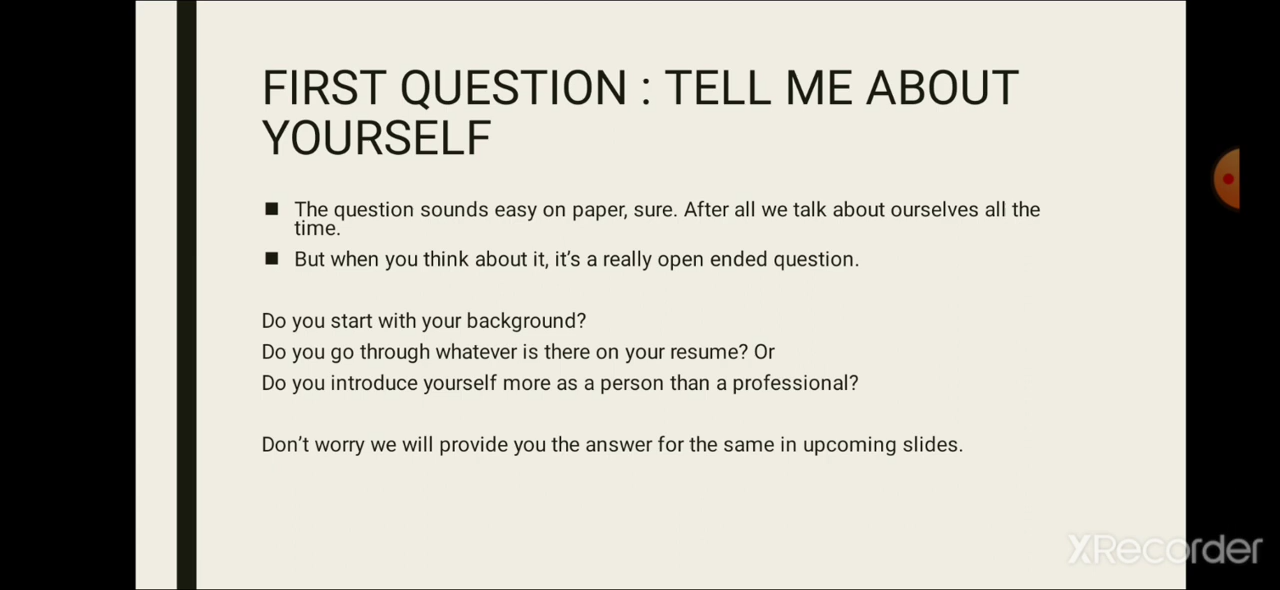 FIRST QUESTION : TELL ME ABOUT
YOURSELF
■ The question sounds easy on paper, sure. After all we talk about ourselves all the
time.
■ But when you think about it, it’s a really open ended question.
Do you start with your background?
Do you go through whatever is there on your resume? Or
Do you introduce yourself more as a person than a professional?
Don’t worry we will provide you the answer for the same in upcoming slides.
XRecorder